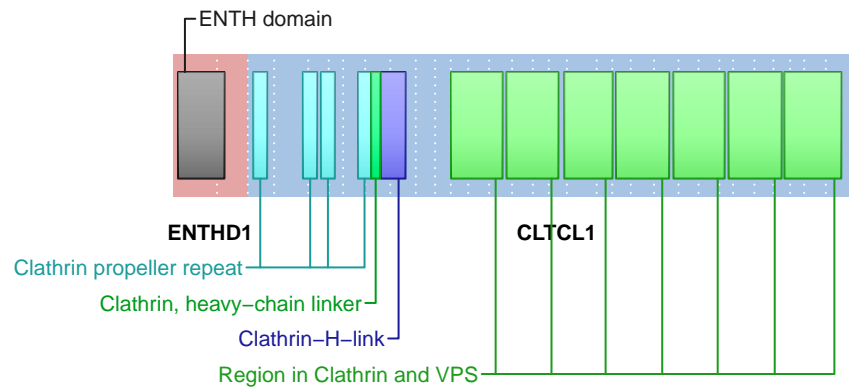 ENTH domain
ENTHD1
CLTCL1
Clathrin propeller repeat
Clathrin, heavy−chain linker
Clathrin−H−link
Region in Clathrin and VPS